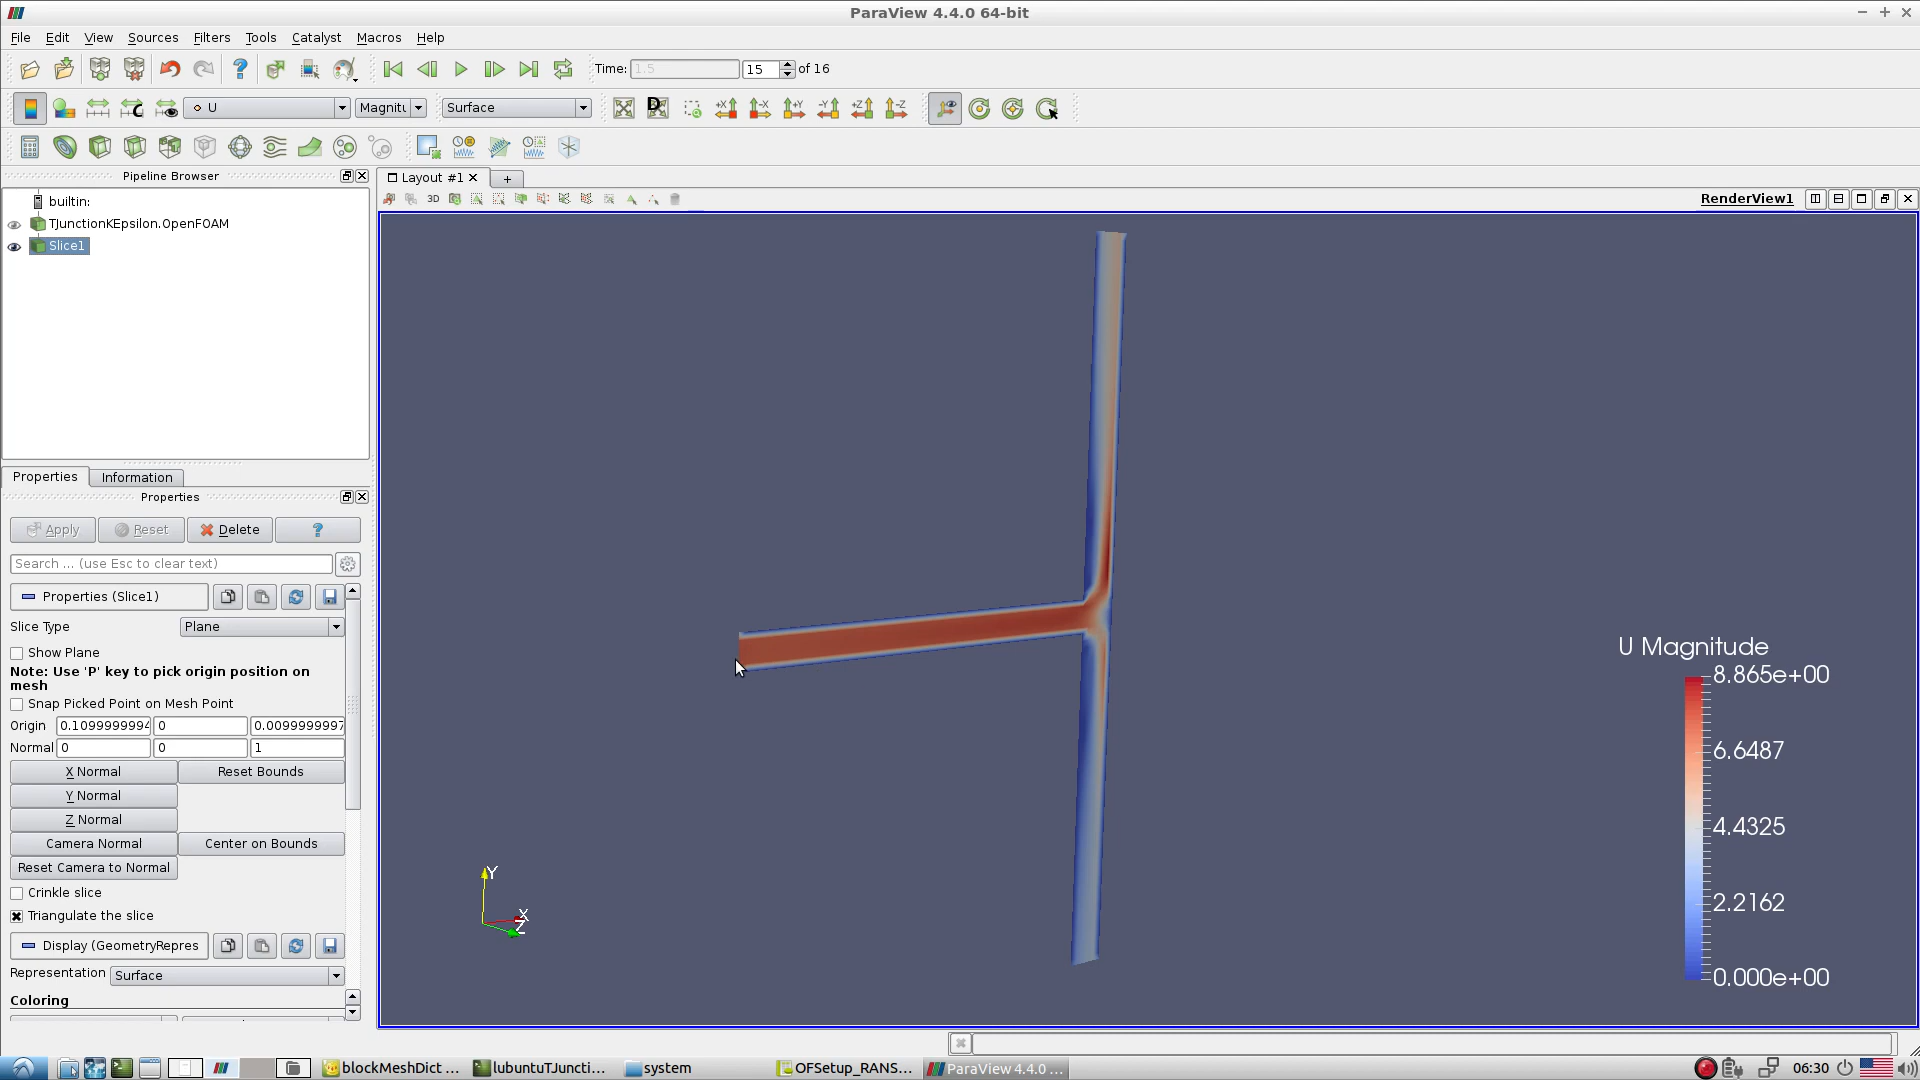 ParaView 4.4.0 64-bit
File Edit View Sources Filters Tools Catalyst Macros Help
Time: 1.5 15 of 16
U Magnitu Surface +X -X +Y -Y +Z -Z
Pipeline Browser
Layout #1
builtin:
3D
RenderView1
TJunctionKEpsilon.OpenFOAM
Slice1
Properties Information
Properties
Apply Reset Delete ?
Search ... (use Esc to clear text)
Properties (Slice1)
Slice Type Plane
Show Plane
Note: Use 'P' key to pick origin position on
mesh
Snap Picked Point on Mesh Point
Origin 0.1099999994 0 0.0099999997
Normal 0 0 1
X Normal Reset Bounds
Y Normal
Z Normal
Camera Normal Center on Bounds
Reset Camera to Normal
Crinkle slice
Triangulate the slice
Display (GeometryRepres
Representation Surface
Coloring
Y
X
Z
U Magnitude
8.865e+00
6.6487
4.4325
2.2162
0.000e+00
blockMeshDict ... lubuntuTJuncti... system OFSetup_RANS... ParaView 4.4.0 ... 06:30